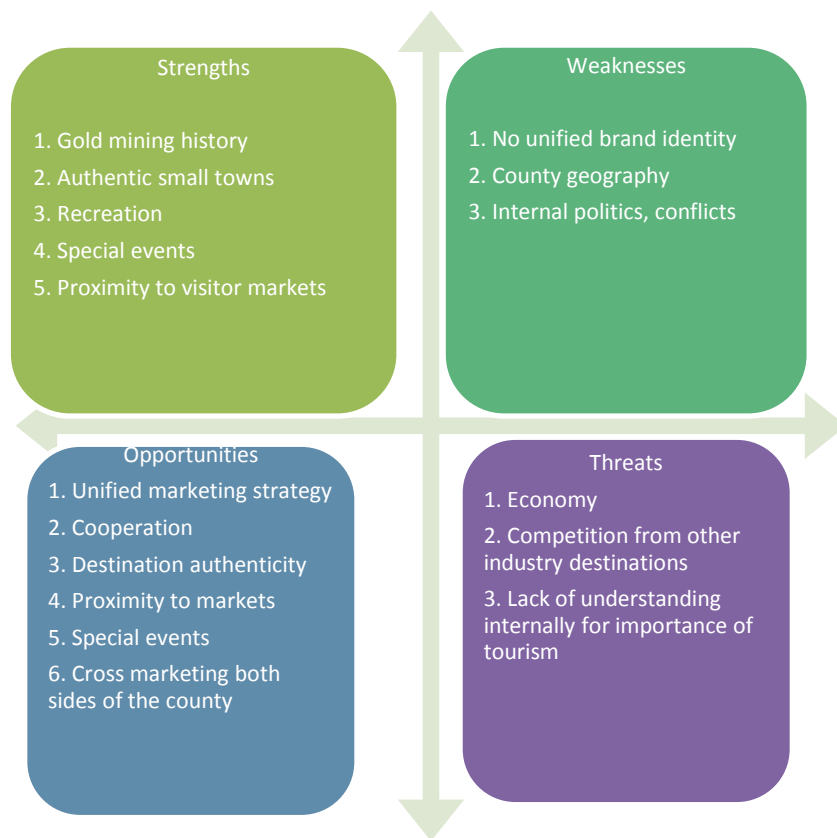 Strengths
1. Gold mining history
2. Authentic small towns
3. Recreation
4. Special events
5. Proximity to visitor markets
Weaknesses
1. No unified brand identity
2. County geography
3. Internal politics, conflicts
Opportunities
1. Unified marketing strategy
2. Cooperation
3. Destination authenticity
4. Proximity to markets
5. Special events
6. Cross marketing both
sides of the county
Threats
1. Economy
2. Competition from other
industry destinations
3. Lack of understanding
internally for importance of
tourism